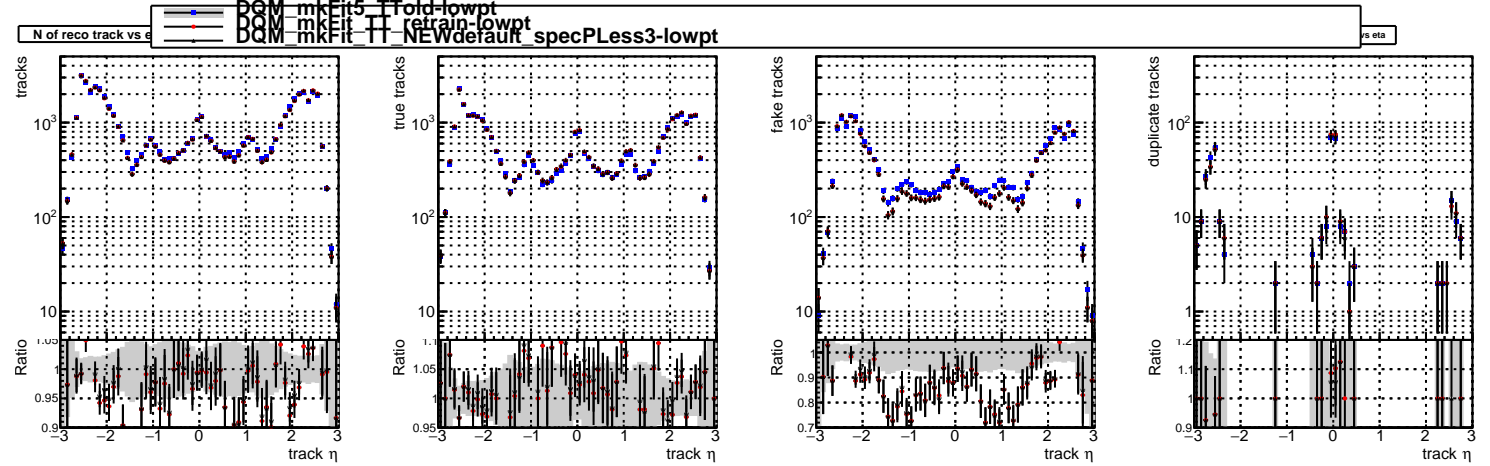 DQM_mkFit5_TTold-lowpt
DQM_mkFit_TT_retrain-lowpt
DQM_mkFit_TT_NEWdefault_specPLess3-lowpt
N of reco track vs e
vs eta
tracks
10³
10²
10
Ratio
1.05
1
0.95
0.9
−3 −2 −1 0 1 2 3
track η
true tracks
10³
10²
10
Ratio
1.1
1.05
1
0.95
−3 −2 −1 0 1 2 3
track η
fake tracks
10³
10²
10
Ratio
1
0.9
0.8
0.7
−3 −2 −1 0 1 2 3
track η
duplicate tracks
10²
10
1
Ratio
1.2
1.1
1
0.9
−3 −2 −1 0 1 2 3
track η